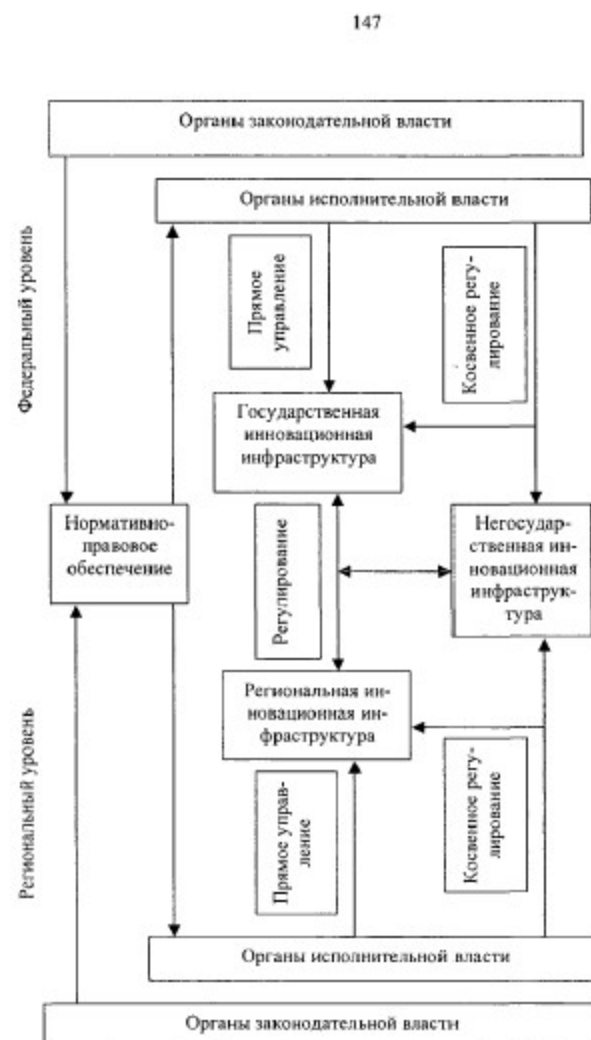 147
Органы законодательной власти
Органы исполнительной власти
Федеральный уровень
Прямое
управление
Косвенное регу-
лирование
Государственная
инновационная
инфраструктура
Нормативно-
правовое
обеспечение
Регулирование
Негосудар-
ственная ин-
новационная
инфраструк-
тура
Региональная ин-
новационная ин-
фраструктура
Региональный уровень
Прямое управ-
ление
Косвенное регу-
лирование
Органы исполнительной власти
Органы законодательной власти